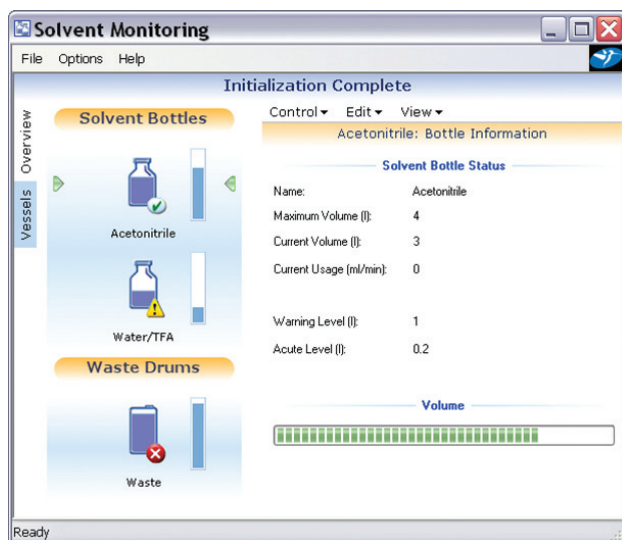 Solvent Monitoring
File Options Help
Initialization Complete
Overview
Vessels
Solvent Bottles
Acetonitrile
Water/TFA
Waste Drums
Waste
Control Edit View
Acetonitrile: Bottle Information
Solvent Bottle Status
Name: Acetonitrile
Maximum Volume (l): 4
Current Volume (l): 3
Current Usage (ml/min): 0
Warning Level (l): 1
Acute Level (l): 0.2
Volume
Ready